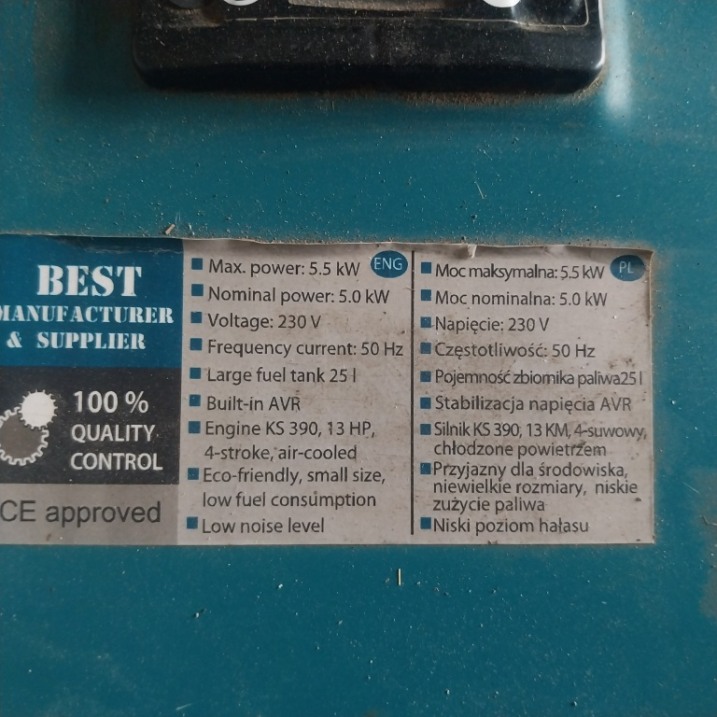 BEST
MANUFACTURER
& SUPPLIER
100 %
QUALITY
CONTROL
CE approved
Max. power: 5.5 kW
ENG
Nominal power: 5.0 kW
Voltage: 230 V
Frequency current: 50 Hz
Large fuel tank 25 l
Built-in AVR
Engine KS 390, 13 HP,
4-stroke, air-cooled
Eco-friendly, small size,
low fuel consumption
Low noise level
Moc maksymalna: 5.5 kW
PL
Moc nominalna: 5.0 kW
Napięcie: 230 V
Częstotliwość: 50 Hz
Pojemność zbiornika paliwa25 l
Stabilizacja napięcia AVR
Silnik KS 390, 13 KM, 4-suwowy,
chłodzone powietrzem
Przyjazny dla środowiska,
niewielkie rozmiary, niskie
zużycie paliwa
Niski poziom hałasu